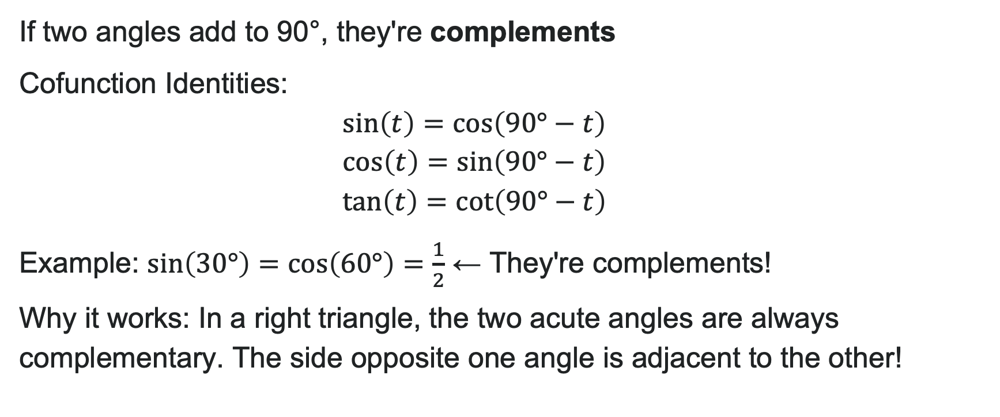 If two angles add to 90°, they're complements
Cofunction Identities:
sin(t) = cos(90° − t)
cos(t) = sin(90° − t)
tan(t) = cot(90° − t)
Example: sin(30°) = cos(60°) = 1/2 ← They're complements!
Why it works: In a right triangle, the two acute angles are always
complementary. The side opposite one angle is adjacent to the other!